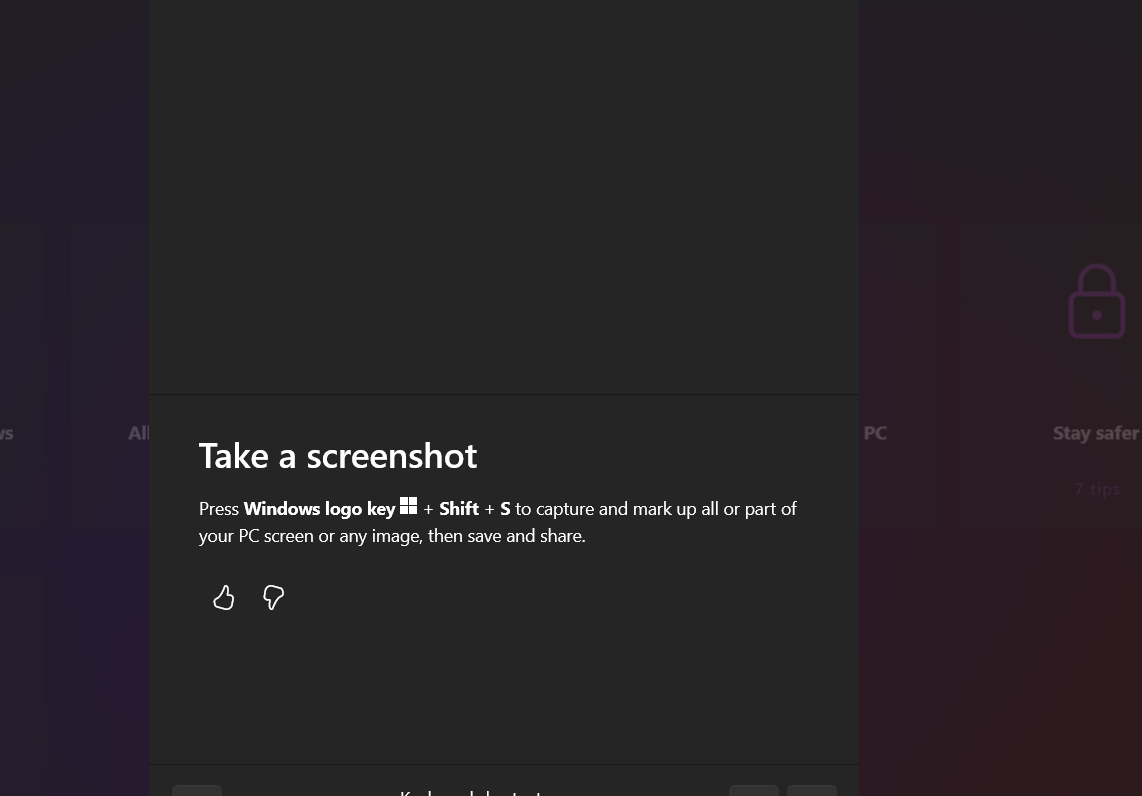 ws
All
PC
Stay safer
7 tips
Take a screenshot
Press Windows logo key + Shift + S to capture and mark up all or part of
your PC screen or any image, then save and share.